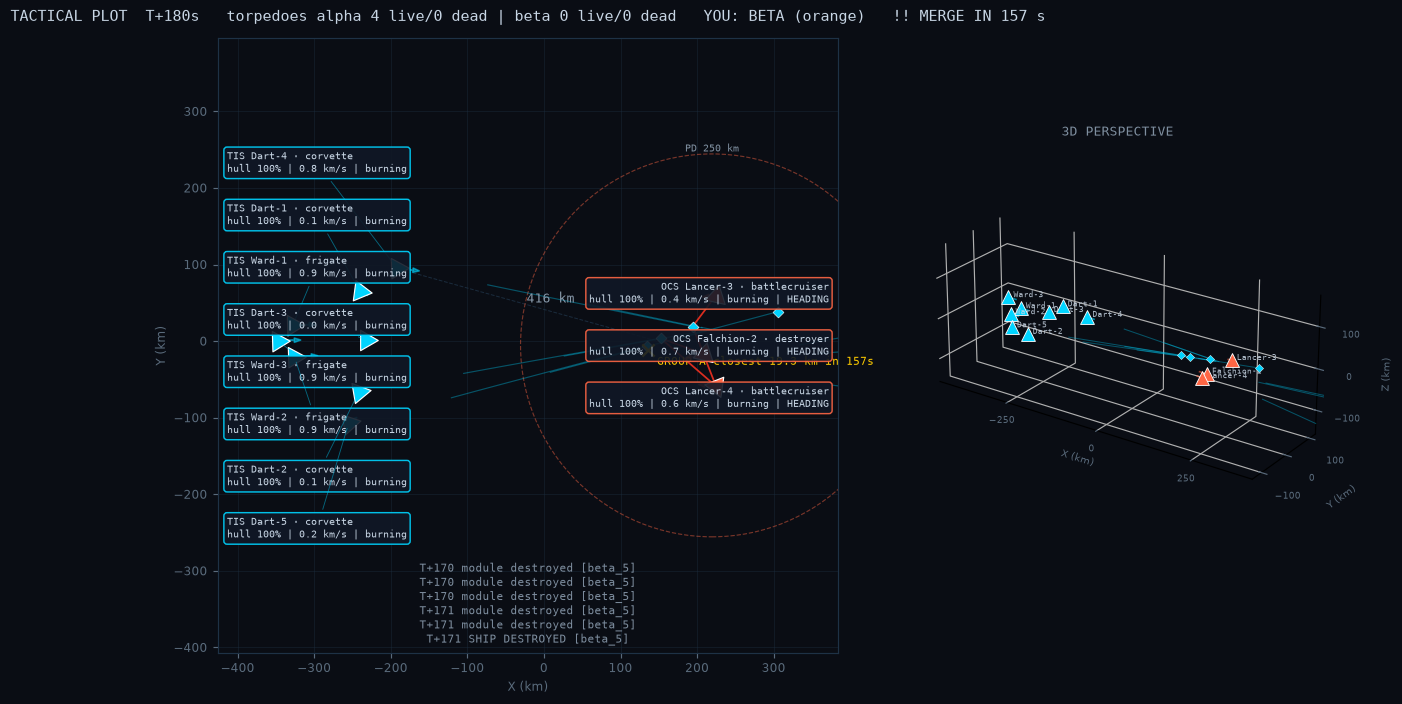 TACTICAL PLOT  T+180s   torpedoes alpha 4 live/0 dead | beta 0 live/0 dead   YOU: BETA (orange)   !! MERGE IN 157 s
PD 250 km
TIS Dart-4 · corvette
hull 100% | 0.8 km/s | burning
TIS Dart-1 · corvette
hull 100% | 0.1 km/s | burning
TIS Ward-1 · frigate
hull 100% | 0.9 km/s | burning
TIS Dart-3 · corvette
hull 100% | 0.0 km/s | burning
TIS Ward-3 · frigate
hull 100% | 0.9 km/s | burning
TIS Ward-2 · frigate
hull 100% | 0.9 km/s | burning
TIS Dart-2 · corvette
hull 100% | 0.1 km/s | burning
TIS Dart-5 · corvette
hull 100% | 0.2 km/s | burning
416 km
OCS Lancer-3 · battlecruiser
hull 100% | 0.4 km/s | burning | HEADING
OCS Falchion-2 · destroyer
hull 100% | 0.7 km/s | burning | HEADING
km in 157s
OCS Lancer-4 · battlecruiser
hull 100% | 0.6 km/s | burning | HEADING
T+170 module destroyed [beta_5]
T+170 module destroyed [beta_5]
T+170 module destroyed [beta_5]
T+171 module destroyed [beta_5]
T+171 module destroyed [beta_5]
T+171 SHIP DESTROYED [beta_5]
300
200
100
0
−100
−200
−300
−400
Y (km)
−400
−300
−200
−100
0
100
200
300
X (km)
3D PERSPECTIVE
Ward-3
Ward-1
Dart-1
Dart-4
Dart-5
Dart-2
Lancer-3
−250
0
250
X (km)
−100
0
100
Y (km)
100
0
−100
Z (km)